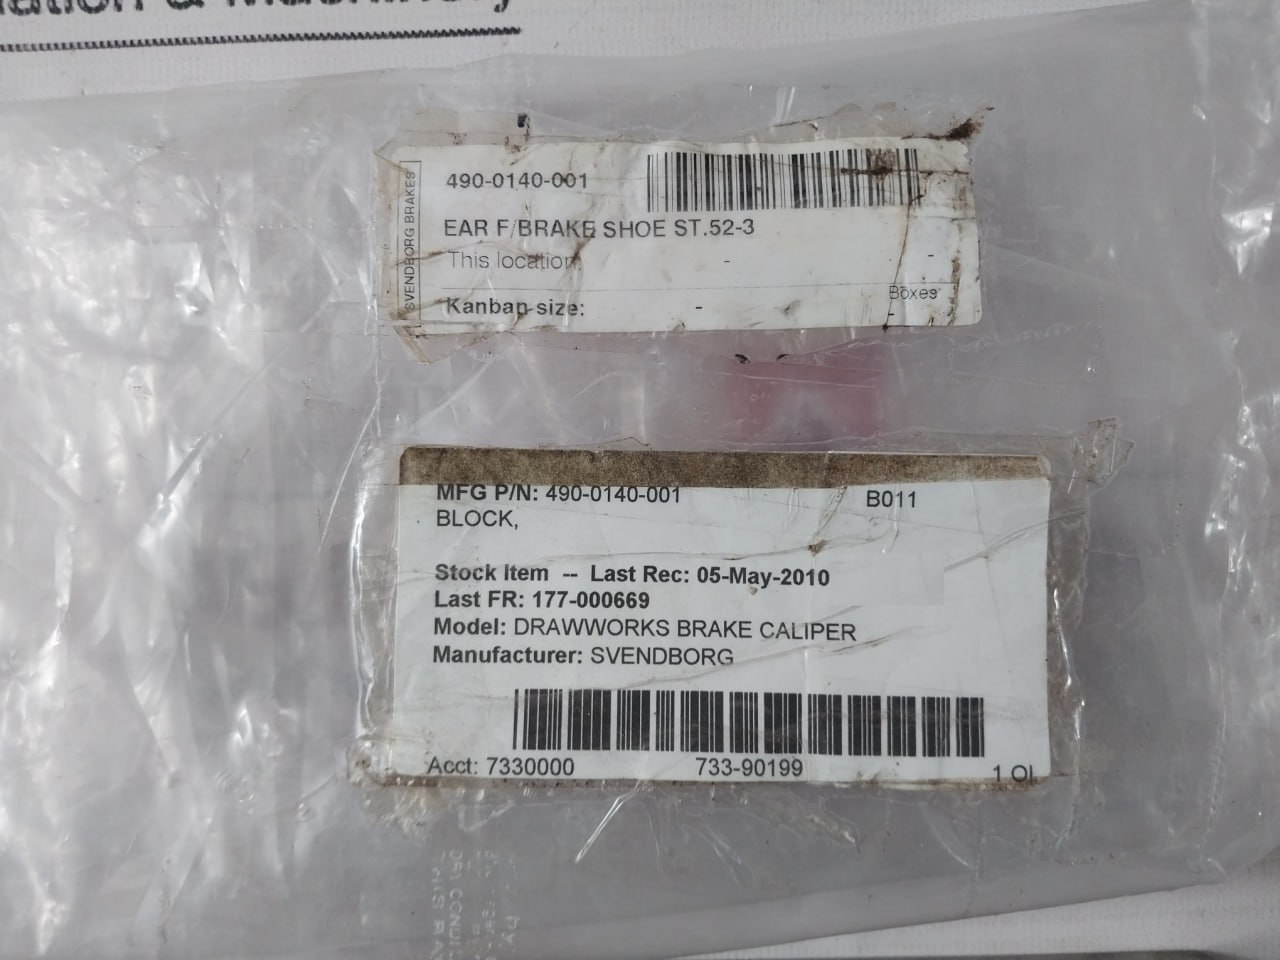 SVENDBORG BRAKES
490-0140-001
EAR F/BRAKE SHOE ST.52-3
This location: - -
Boxes
Kanban-size: - -
MFG P/N: 490-0140-001 B011
BLOCK,
Stock Item -- Last Rec: 05-May-2010
Last FR: 177-000669
Model: DRAWWORKS BRAKE CALIPER
Manufacturer: SVENDBORG
Acct: 7330000 733-90199 1